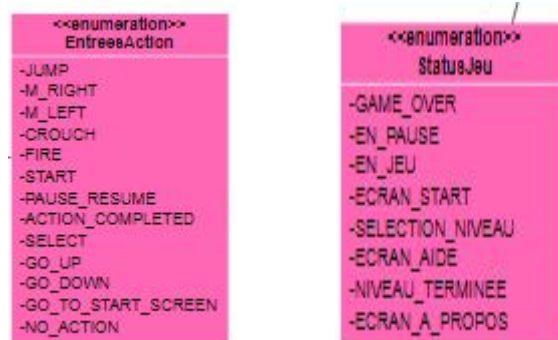 <<enumeration>>
EntreesAction
-JUMP
-M_RIGHT
-M_LEFT
-CROUCH
-FIRE
-START
-PAUSE_RESUME
-ACTION_COMPLETED
-SELECT
-GO_UP
-GO_DOWN
-GO_TO_START_SCREEN
-NO_ACTION
<<enumeration>>
StatusJeu
-GAME_OVER
-EN_PAUSE
-EN_JEU
-ECRAN_START
-SELECTION_NIVEAU
-ECRAN_AIDE
-NIVEAU_TERMINEE
-ECRAN_A_PROPOS